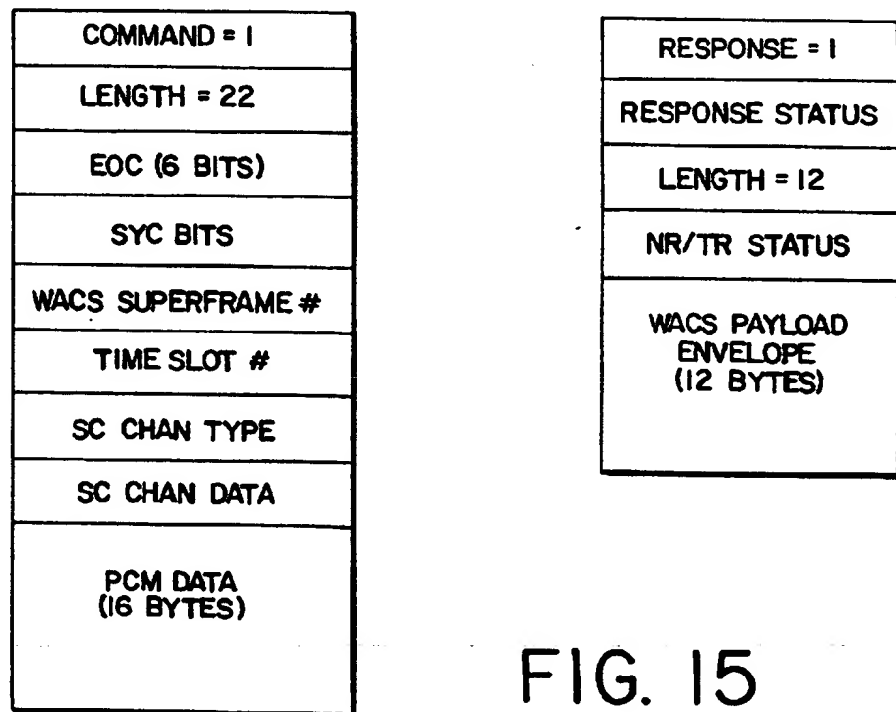 COMMAND = 1
LENGTH = 22
EOC (6 BITS)
SYC BITS
WACS SUPERFRAME #
TIME SLOT #
SC CHAN TYPE
SC CHAN DATA
PCM DATA
(16 BYTES)
RESPONSE = 1
RESPONSE STATUS
LENGTH = 12
NR/TR STATUS
WACS PAYLOAD
ENVELOPE
(12 BYTES)
FIG. 15